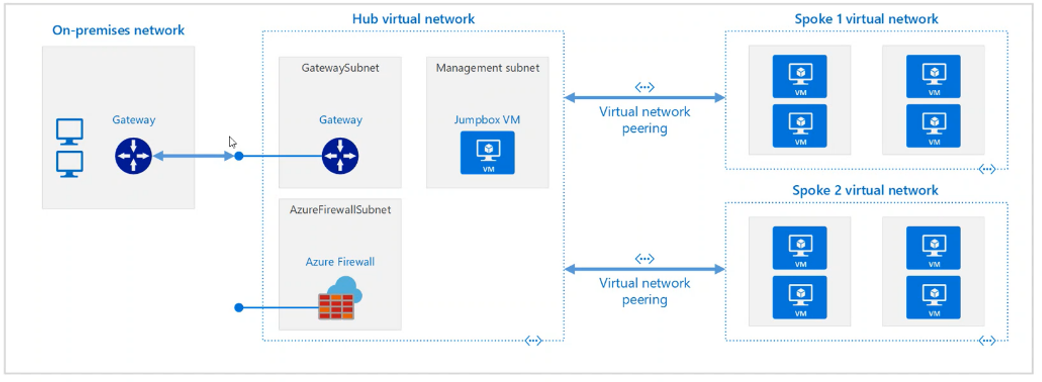 On-premises network
Gateway
Hub virtual network
GatewaySubnet
Gateway
Management subnet
Jumpbox VM
VM
AzureFirewallSubnet
Azure Firewall
Virtual network
peering
Virtual network
peering
Spoke 1 virtual network
VM
VM
VM
VM
Spoke 2 virtual network
VM
VM
VM
VM